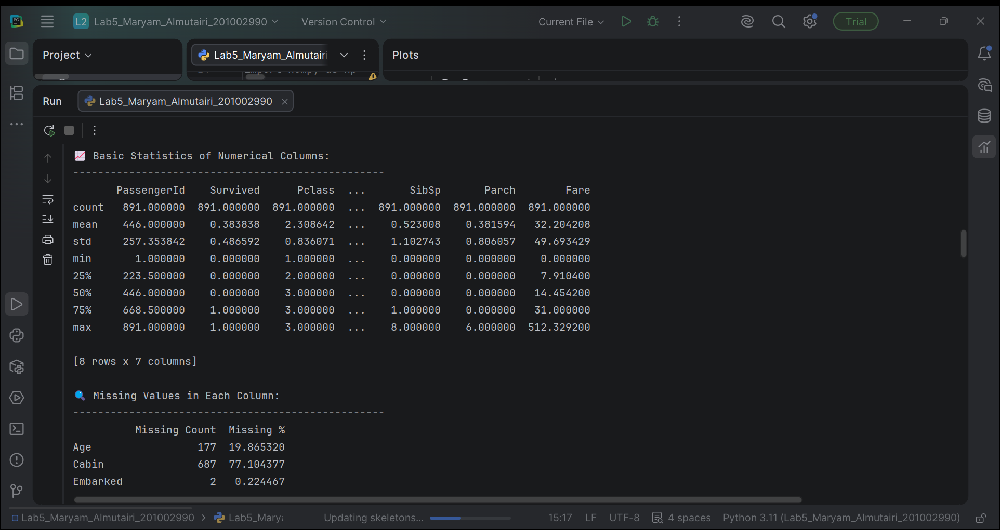 L2 Lab5_Maryam_Almutairi_201002990 Version Control Current File Trial
Project Lab5_Maryam_Almutairi Plots
Run Lab5_Maryam_Almutairi_201002990
Basic Statistics of Numerical Columns:
--------------------------------------------------
PassengerId Survived Pclass ... SibSp Parch Fare
count 891.000000 891.000000 891.000000 ... 891.000000 891.000000 891.000000
mean 446.000000 0.383838 2.308642 ... 0.523008 0.381594 32.204208
std 257.353842 0.486592 0.836071 ... 1.102743 0.806057 49.693429
min 1.000000 0.000000 1.000000 ... 0.000000 0.000000 0.000000
25% 223.500000 0.000000 2.000000 ... 0.000000 0.000000 7.910400
50% 446.000000 0.000000 3.000000 ... 0.000000 0.000000 14.454200
75% 668.500000 1.000000 3.000000 ... 1.000000 0.000000 31.000000
max 891.000000 1.000000 3.000000 ... 8.000000 6.000000 512.329200
[8 rows x 7 columns]
Missing Values in Each Column:
--------------------------------------------------
Missing Count Missing %
Age 177 19.865320
Cabin 687 77.104377
Embarked 2 0.224467
Lab5_Maryam_Almutairi_201002990 > Lab5_Marya Updating skeletons... 15:17 LF UTF-8 4 spaces Python 3.11 (Lab5_Maryam_Almutairi_201002990)